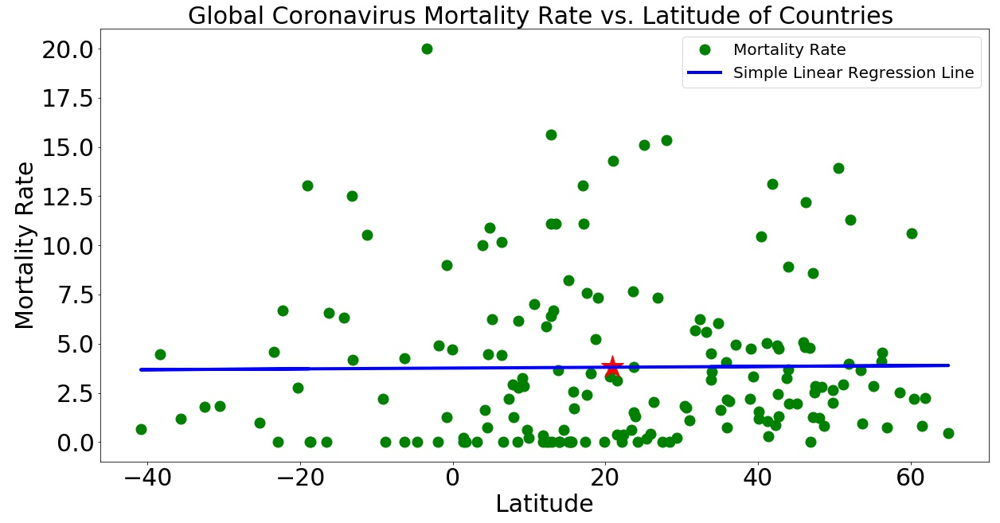 Global Coronavirus Mortality Rate vs. Latitude of Countries
Mortality Rate
Simple Linear Regression Line
Mortality Rate
20.0
17.5
15.0
12.5
10.0
7.5
5.0
2.5
0.0
−40 −20 0 20 40 60
Latitude